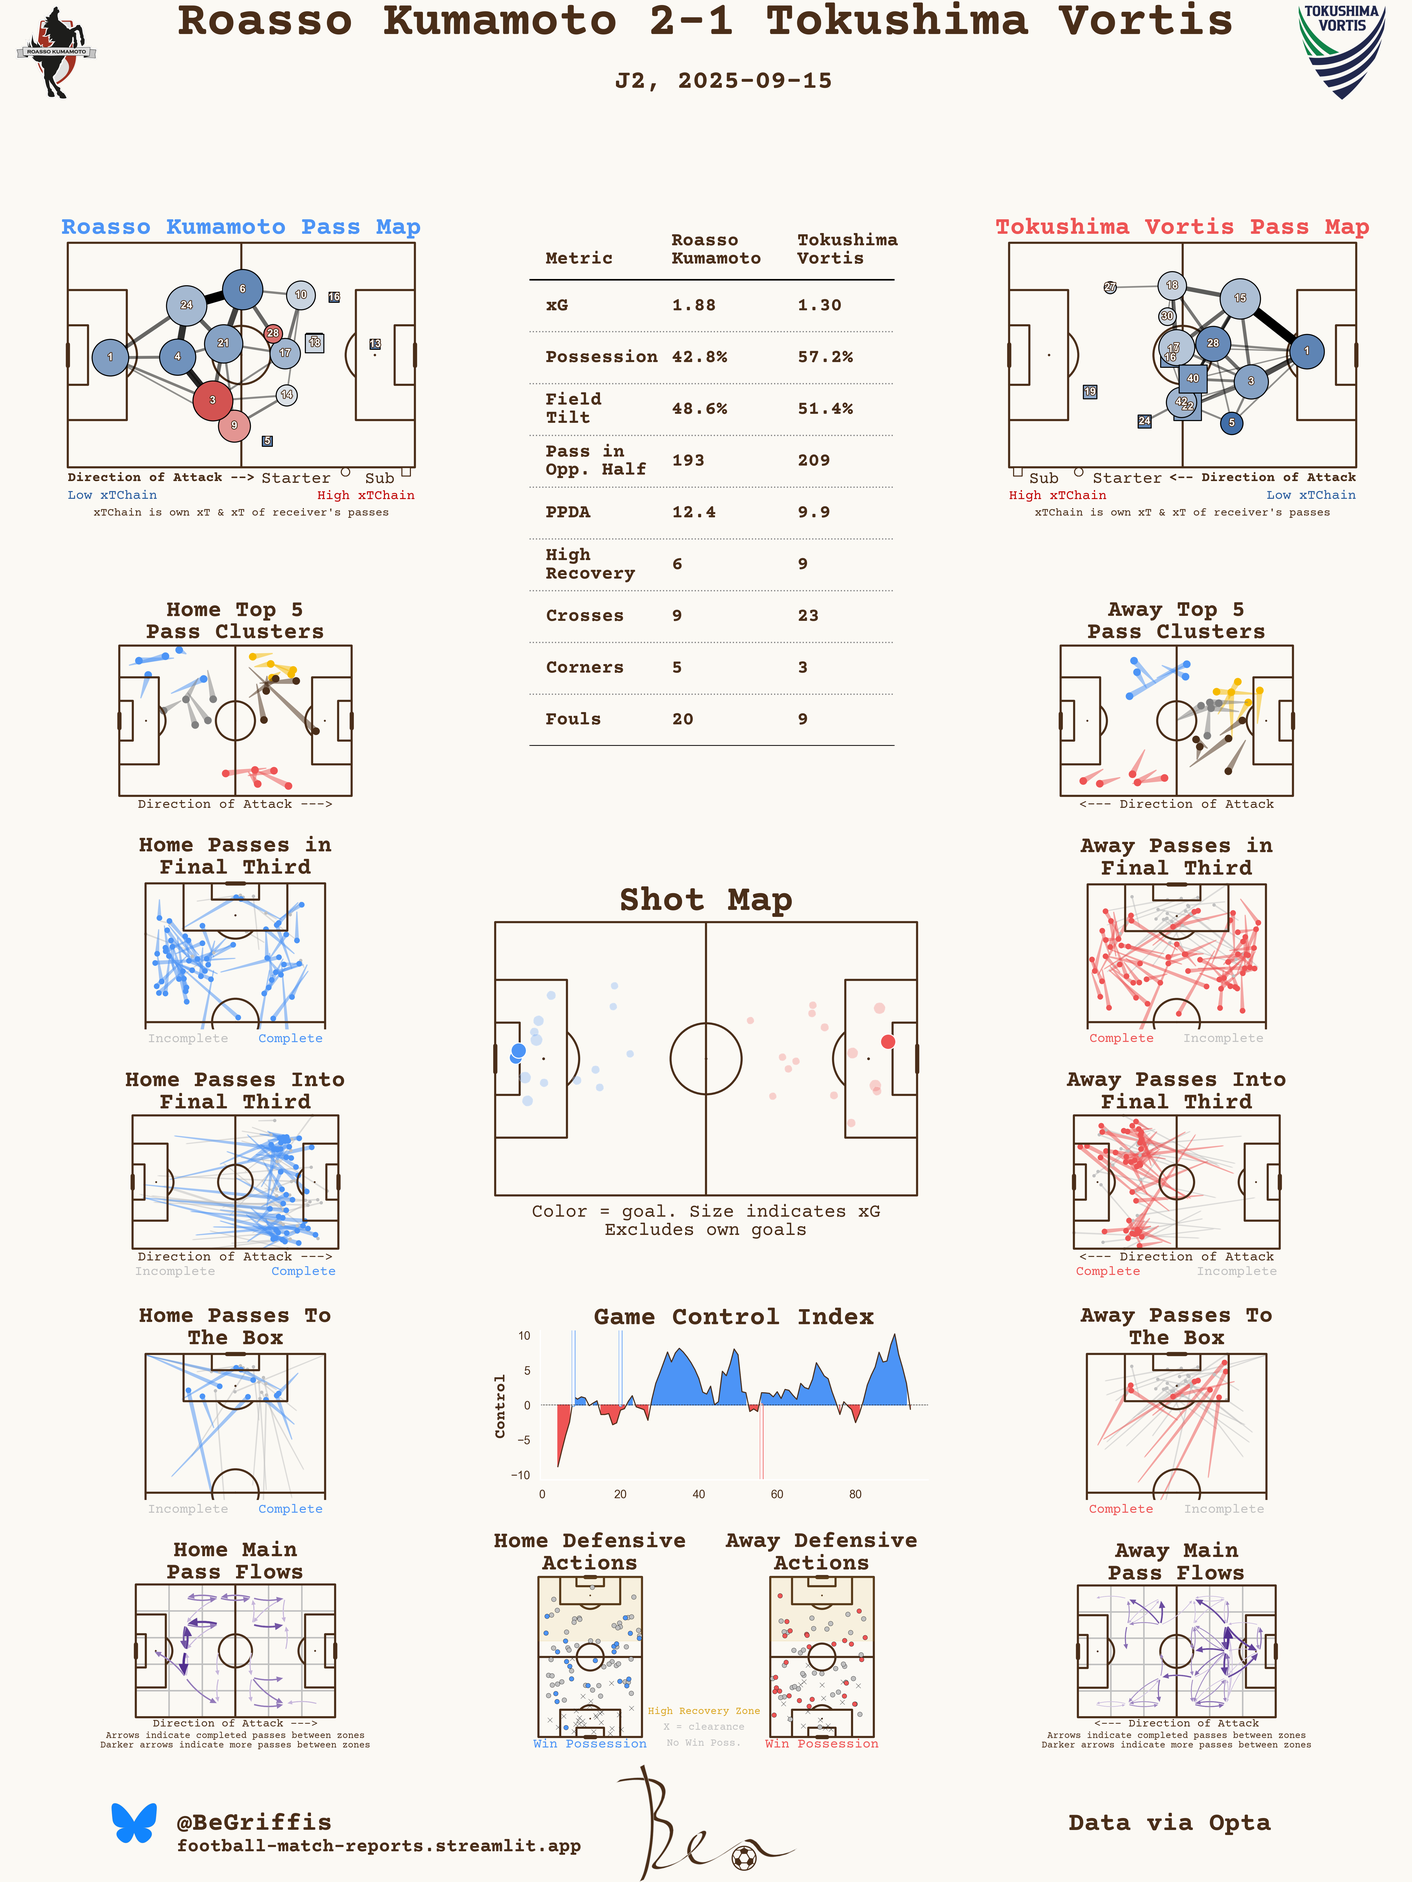 Roasso Kumamoto 2-1 Tokushima Vortis
J2, 2025-09-15
ROASSO KUMAMOTO
TOKUSHIMA
VORTIS
Roasso Kumamoto Pass Map
24
6
10
16
28
21
17
18
13
1
4
3
14
9
5
Direction of Attack --> Starter Sub
Low xTChain High xTChain
xTChain is own xT & xT of receiver's passes
Metric Roasso Kumamoto Tokushima Vortis
xG 1.88 1.30
Possession 42.8% 57.2%
Field Tilt 48.6% 51.4%
Pass in Opp. Half 193 209
PPDA 12.4 9.9
High Recovery 6 9
Crosses 9 23
Corners 5 3
Fouls 20 9
Tokushima Vortis Pass Map
27
18
15
30
17
16
28
1
40
3
19
42
22
24
5
Sub Starter <-- Direction of Attack
High xTChain Low xTChain
xTChain is own xT & xT of receiver's passes
Home Top 5
Pass Clusters
Direction of Attack --->
Away Top 5
Pass Clusters
<--- Direction of Attack
Home Passes in
Final Third
Incomplete Complete
Away Passes in
Final Third
Complete Incomplete
Shot Map
Color = goal. Size indicates xG
Excludes own goals
Home Passes Into
Final Third
Direction of Attack --->
Incomplete Complete
Away Passes Into
Final Third
<--- Direction of Attack
Complete Incomplete
Home Passes To
The Box
Incomplete Complete
Game Control Index
Control
10
5
0
−5
−10
0 20 40 60 80
Away Passes To
The Box
Complete Incomplete
Home Main
Pass Flows
Direction of Attack --->
Arrows indicate completed passes between zones
Darker arrows indicate more passes between zones
Home Defensive
Actions
Win Possession
High Recovery Zone
X = clearance
No Win Poss.
Away Defensive
Actions
Win Possession
Away Main
Pass Flows
<--- Direction of Attack
Arrows indicate completed passes between zones
Darker arrows indicate more passes between zones
@BeGriffis
football-match-reports.streamlit.app
Ben
Data via Opta